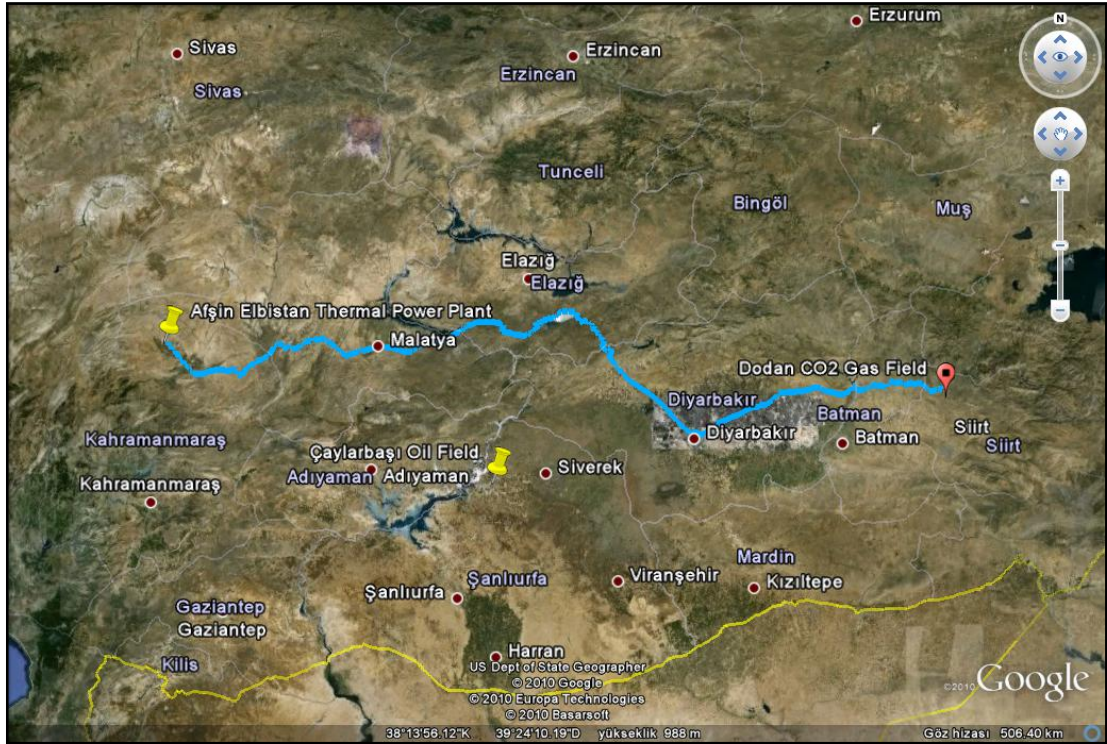 Erzurum
N
Sivas
Erzincan
Erzincan
Sivas
Tunceli
Bingöl
Muş
Elazığ
Elazığ
Afşin Elbistan Thermal Power Plant
Malatya
Dodan CO2 Gas Field
Diyarbakır
Batman
Siirt
Siirt
Diyarbakır
Batman
Kahramanmaraş
Çaylarbaşı Oil Field
Adıyaman
Adıyaman
Siverek
Kahramanmaraş
Mardin
Viranşehir
Kızıltepe
Şanlıurfa
Şanlıurfa
Gaziantep
Gaziantep
Kilis
Harran
US Dept of State Geographer
© 2010 Google
© 2010 Europa Technologies
© 2010 Basarsoft
©2010 Google
38°13'56.12"K 39°24'10.19"D yükseklik 988 m
Göz hizası 506.40 km